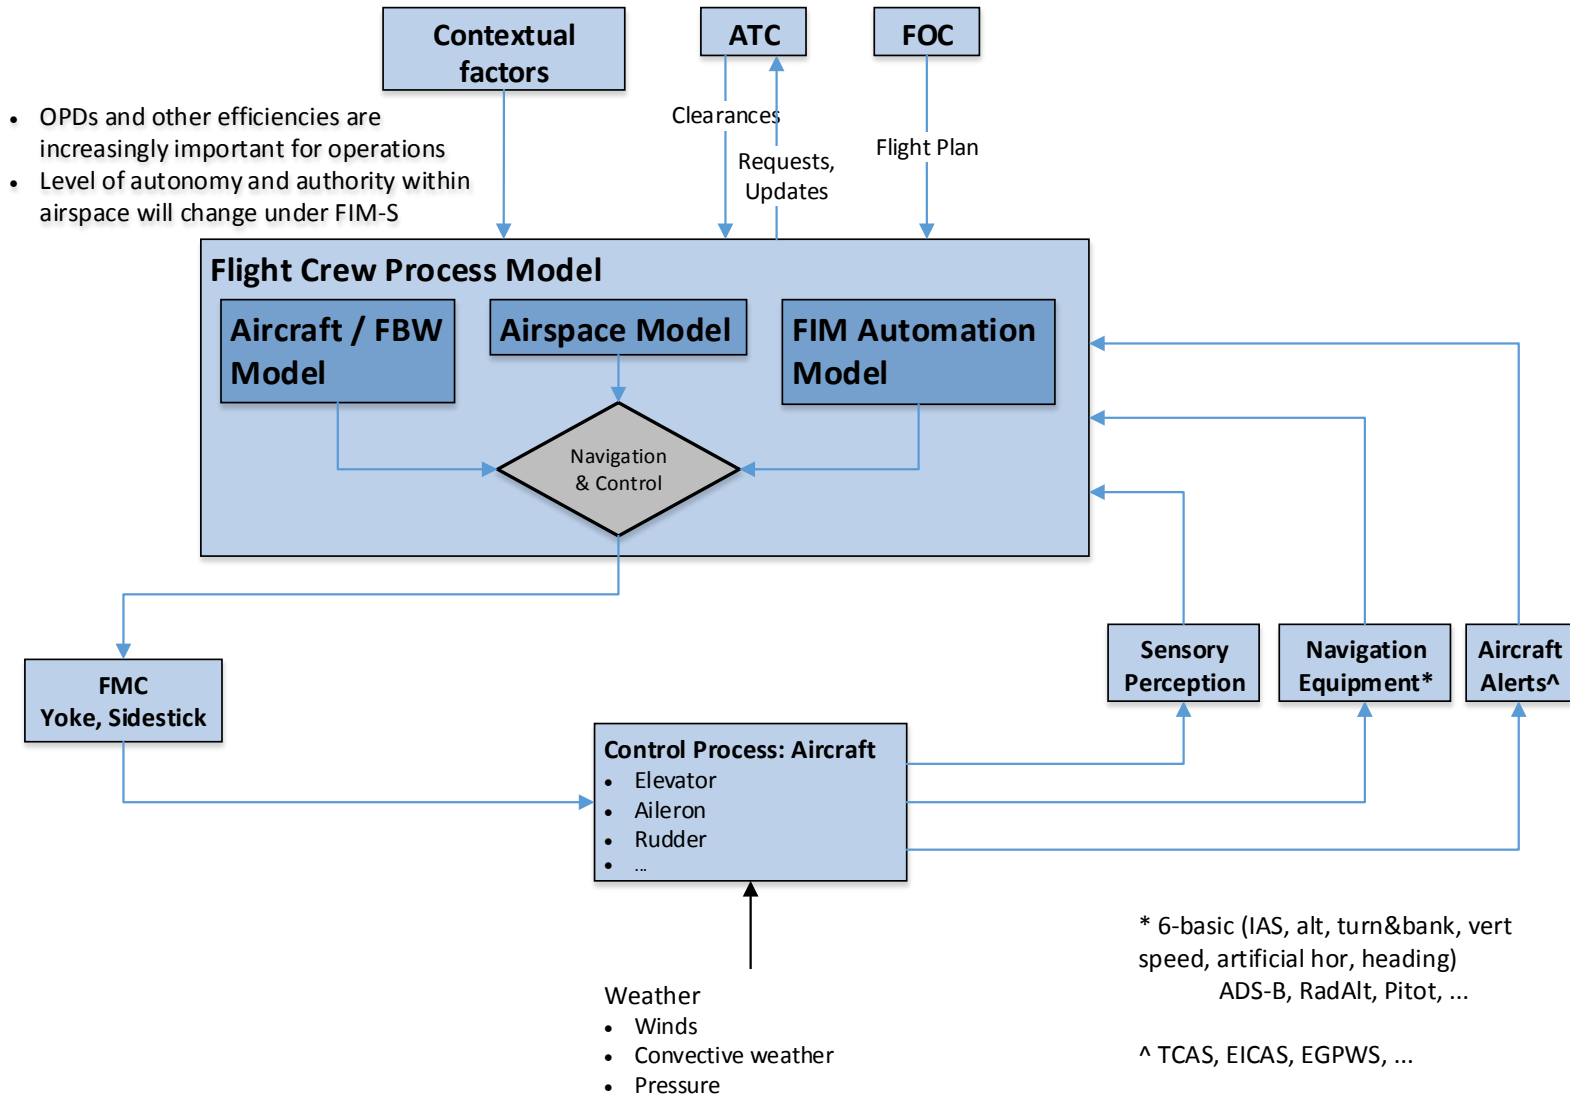 Contextual
factors
ATC
FOC
• OPDs and other efficiencies are
increasingly important for operations
• Level of autonomy and authority within
airspace will change under FIM-S
Clearances
Requests,
Updates
Flight Plan
Flight Crew Process Model
Aircraft / FBW
Model
Airspace Model
FIM Automation
Model
Navigation
& Control
FMC
Yoke, Sidestick
Sensory
Perception
Navigation
Equipment*
Aircraft
Alerts^
Control Process: Aircraft
• Elevator
• Aileron
• Rudder
• ...
Weather
• Winds
• Convective weather
• Pressure
* 6-basic (IAS, alt, turn&bank, vert
speed, artificial hor, heading)
ADS-B, RadAlt, Pitot, ...
^ TCAS, EICAS, EGPWS, ...